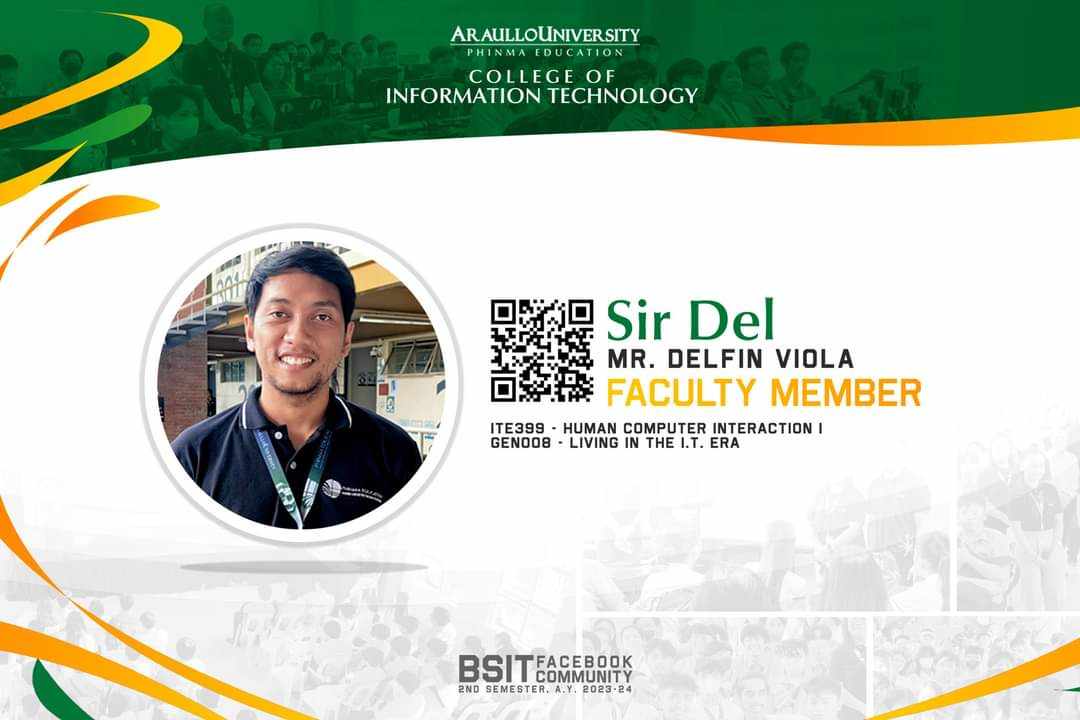 ARAULLO UNIVERSITY
PHINMA EDUCATION
COLLEGE OF
INFORMATION TECHNOLOGY
Sir Del
MR. DELFIN VIOLA
FACULTY MEMBER
ITE399 - HUMAN COMPUTER INTERACTION I
GEN008 - LIVING IN THE I.T. ERA
BSIT FACEBOOK
COMMUNITY
2ND SEMESTER, A.Y. 2023-24